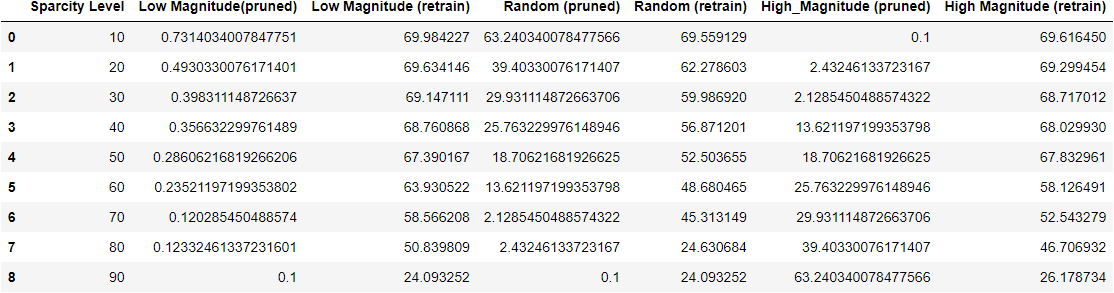 Sparcity Level Low Magnitude(pruned) Low Magnitude (retrain) Random (pruned) Random (retrain) High_Magnitude (pruned) High Magnitude (retrain)
0 10 0.7314034007847751 69.984227 63.240340078477566 69.559129 0.1 69.616450
1 20 0.4930330076171401 69.634146 39.40330076171407 62.278603 2.43246133723167 69.299454
2 30 0.398311148726637 69.147111 29.931114872663706 59.986920 2.1285450488574322 68.717012
3 40 0.356632299761489 68.760868 25.763229976148946 56.871201 13.621197199353798 68.029930
4 50 0.28606216819266206 67.390167 18.70621681926625 52.503655 18.70621681926625 67.832961
5 60 0.23521197199353802 63.930522 13.621197199353798 48.680465 25.763229976148946 58.126491
6 70 0.120285450488574 58.566208 2.1285450488574322 45.313149 29.931114872663706 52.543279
7 80 0.12332461337231601 50.839809 2.43246133723167 24.630684 39.40330076171407 46.706932
8 90 0.1 24.093252 0.1 24.093252 63.240340078477566 26.178734